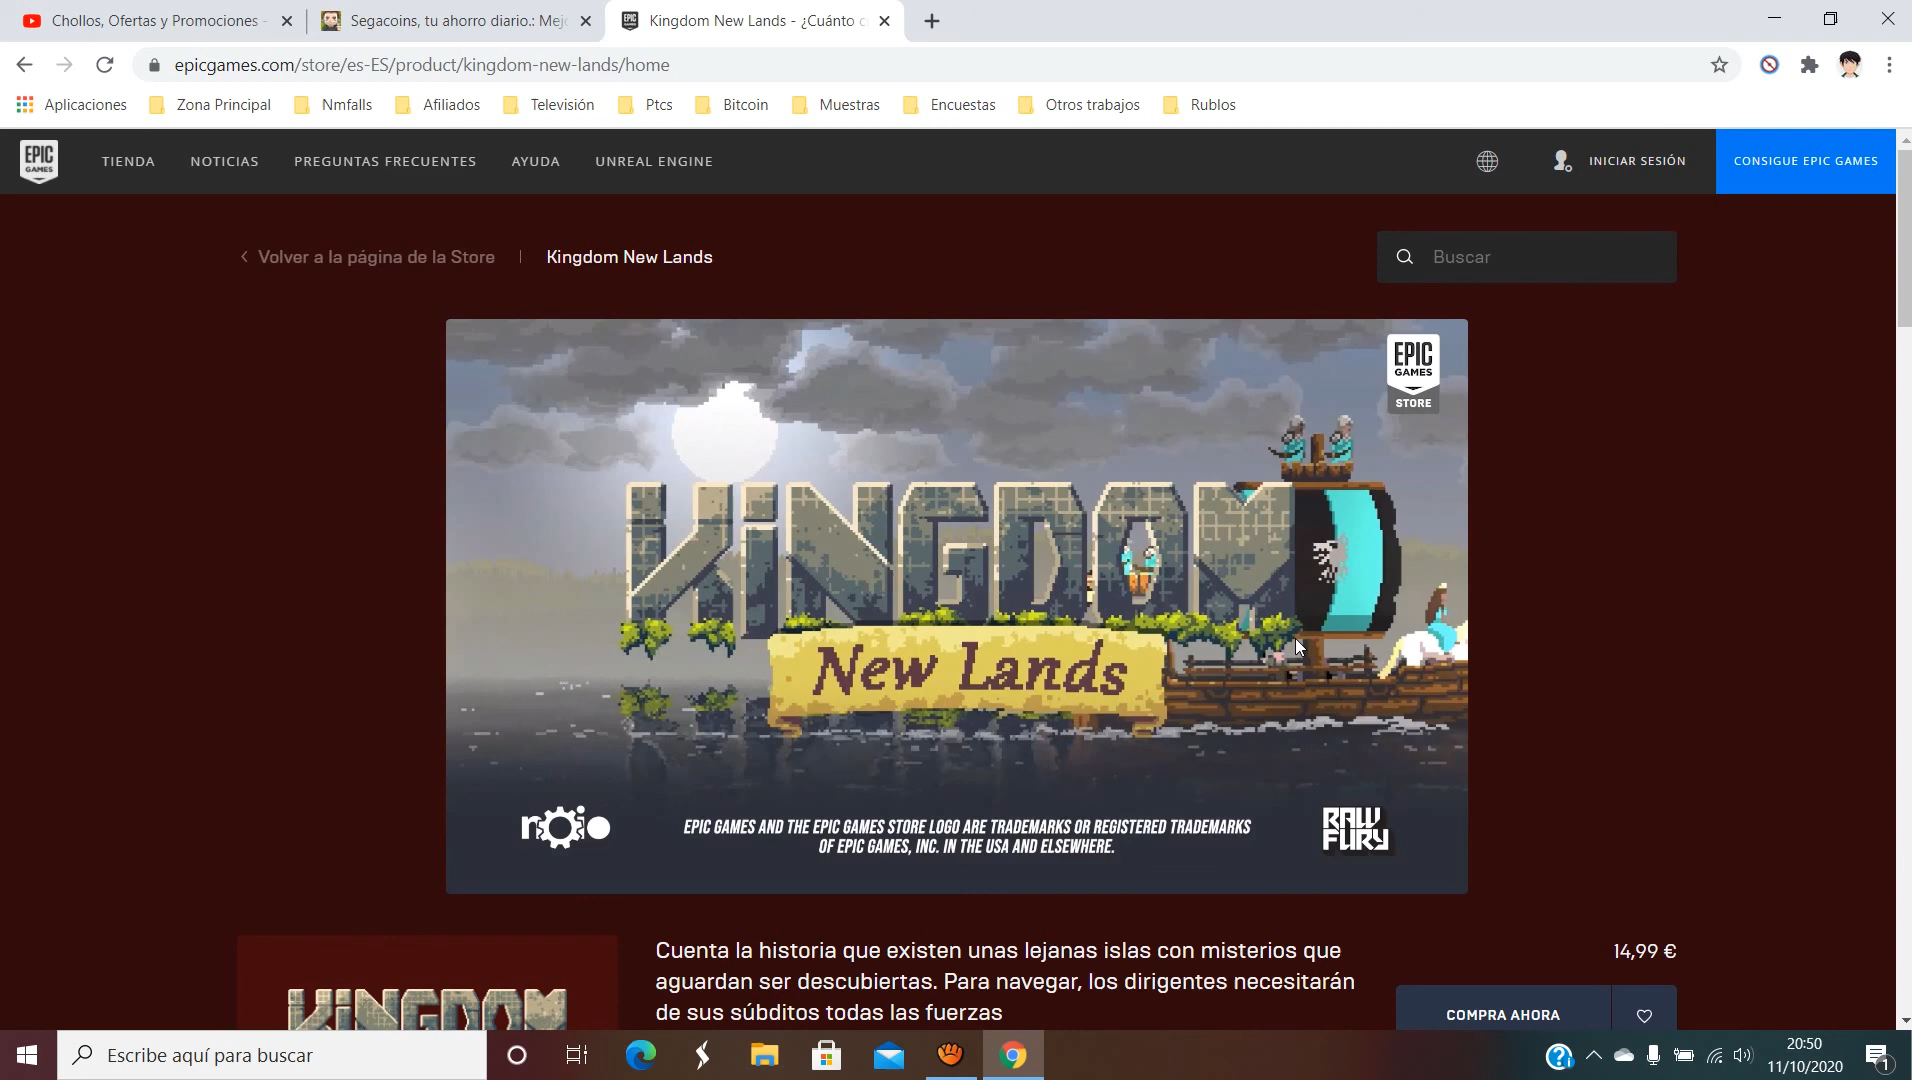 Chollos, Ofertas y Promociones -
Segacoins, tu ahorro diario.: Mejo
Kingdom New Lands - ¿Cuánto c
epicgames.com/store/es-ES/product/kingdom-new-lands/home
Aplicaciones
Zona Principal
Nmfalls
Afiliados
Televisión
Ptcs
Bitcoin
Muestras
Encuestas
Otros trabajos
Rublos
EPIC
GAMES
TIENDA
NOTICIAS
PREGUNTAS FRECUENTES
AYUDA
UNREAL ENGINE
INICIAR SESIÓN
CONSIGUE EPIC GAMES
Volver a la página de la Store
Kingdom New Lands
Buscar
EPIC
GAMES
STORE
KINGDOM
New Lands
noio
EPIC GAMES AND THE EPIC GAMES STORE LOGO ARE TRADEMARKS OR REGISTERED TRADEMARKS
OF EPIC GAMES, INC. IN THE USA AND ELSEWHERE.
RAW
FURY
KINGDOM
Cuenta la historia que existen unas lejanas islas con misterios que
aguardan ser descubiertas. Para navegar, los dirigentes necesitarán
de sus súbditos todas las fuerzas
14,99 €
COMPRA AHORA
Escribe aquí para buscar
20:50
11/10/2020
1